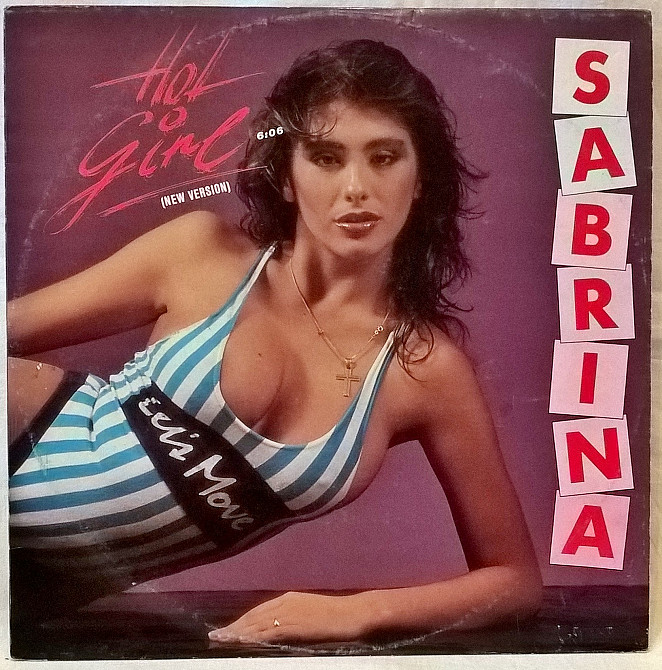 Hot
Girl
6:06
(NEW VERSION)
SABRINA
Move